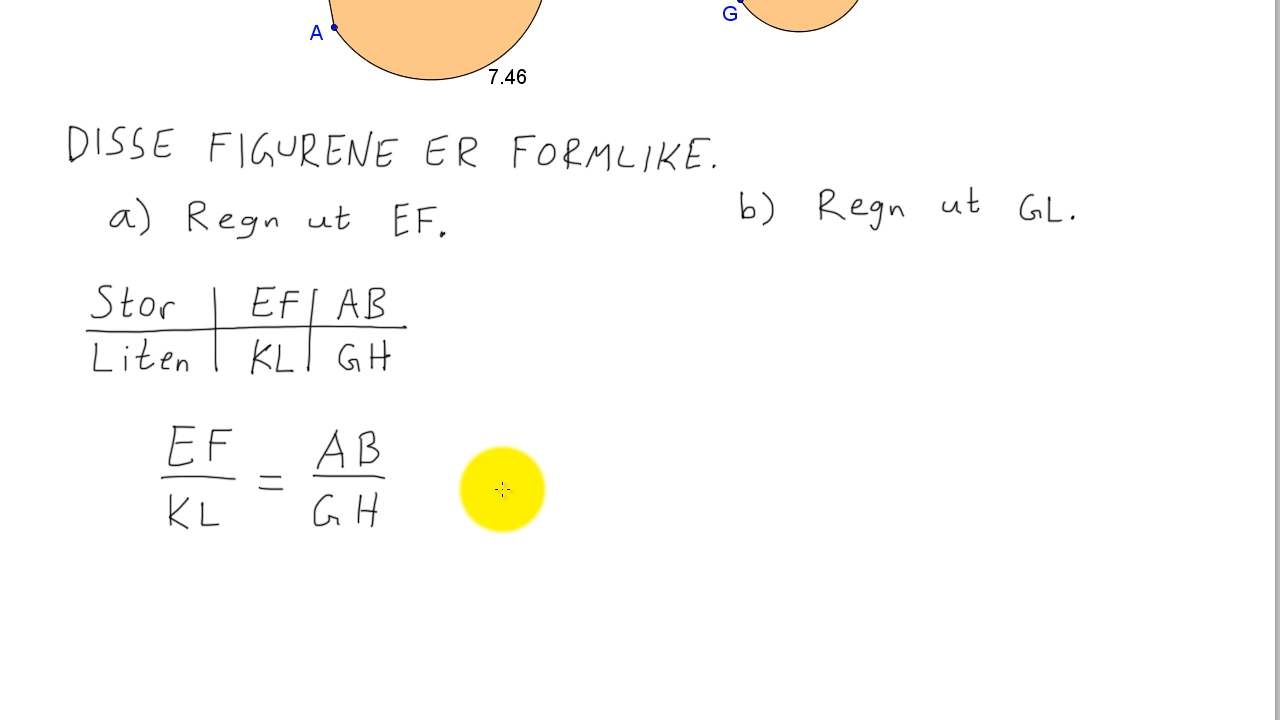 A
G
7.46
DISSE FIGURENE ER FORMLIKE.
a) Regn ut EF.
b) Regn ut GL.
Stor | EF | AB
Liten | KL | GH
EF AB
=
KL GH